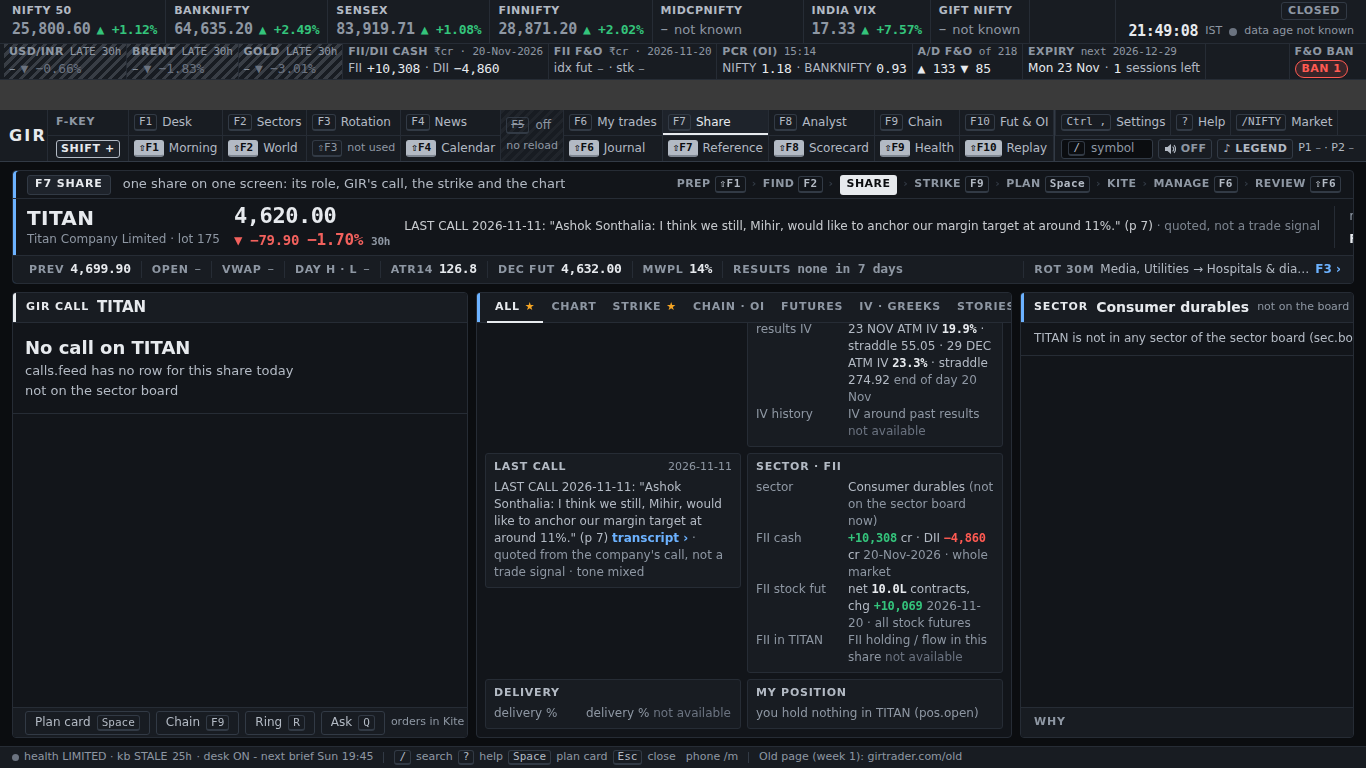 NIFTY 50 BANKNIFTY SENSEX FINNIFTY MIDCPNIFTY INDIA VIX GIFT NIFTY CLOSED
25,800.60 ▲ +1.12% 64,635.20 ▲ +2.49% 83,919.71 ▲ +1.08% 28,871.20 ▲ +2.02% – not known 17.33 ▲ +7.57% – not known 21:49:08 IST ● data age not known
USD/INR LATE 30h BRENT LATE 30h GOLD LATE 30h FII/DII CASH ₹cr · 20-Nov-2026 FII F&O ₹cr · 2026-11-20 PCR (OI) 15:14 A/D F&O of 218 EXPIRY next 2026-12-29 F&O BAN
– ▼ −0.66% – ▼ −1.83% – ▼ −3.01% FII +10,308 · DII −4,860 idx fut – · stk – NIFTY 1.18 · BANKNIFTY 0.93 ▲ 133 ▼ 85 Mon 23 Nov · 1 sessions left BAN 1
GIR F-KEY F1 Desk F2 Sectors F3 Rotation F4 News F5 off F6 My trades F7 Share F8 Analyst F9 Chain F10 Fut & OI Ctrl , Settings ? Help /NIFTY Market
SHIFT + ⇧F1 Morning ⇧F2 World ⇧F3 not used ⇧F4 Calendar no reload ⇧F6 Journal ⇧F7 Reference ⇧F8 Scorecard ⇧F9 Health ⇧F10 Replay / symbol OFF ♪ LEGEND P1 – · P2 –
F7 SHARE one share on one screen: its role, GIR's call, the strike and the chart PREP ⇧F1 › FIND F2 › SHARE › STRIKE F9 › PLAN Space › KITE › MANAGE F6 › REVIEW ⇧F6
TITAN 4,620.00
Titan Company Limited · lot 175 ▼ −79.90 −1.70% 30h
LAST CALL 2026-11-11: "Ashok Sonthalia: I think we still, Mihir, would like to anchor our margin target at around 11%." (p 7) · quoted, not a trade signal
PREV 4,699.90 OPEN – VWAP – DAY H · L – ATR14 126.8 DEC FUT 4,632.00 MWPL 14% RESULTS none in 7 days ROT 30M Media, Utilities → Hospitals & dia… F3 ›
GIR CALL TITAN
No call on TITAN
calls.feed has no row for this share today
not on the sector board
Plan card Space Chain F9 Ring R Ask Q orders in Kite
ALL ★ CHART STRIKE ★ CHAIN · OI FUTURES IV · GREEKS STORIES
results IV 23 NOV ATM IV 19.9% ·
straddle 55.05 · 29 DEC
ATM IV 23.3% · straddle
274.92 end of day 20
Nov
IV history IV around past results
not available
LAST CALL 2026-11-11
LAST CALL 2026-11-11: "Ashok
Sonthalia: I think we still, Mihir, would
like to anchor our margin target at
around 11%." (p 7) transcript › ·
quoted from the company's call, not a
trade signal · tone mixed
SECTOR · FII
sector Consumer durables (not
on the sector board
now)
FII cash +10,308 cr · DII −4,860
cr 20-Nov-2026 · whole
market
FII stock fut net 10.0L contracts,
chg +10,069 2026-11-
20 · all stock futures
FII in TITAN FII holding / flow in this
share not available
DELIVERY
delivery % delivery % not available
MY POSITION
you hold nothing in TITAN (pos.open)
SECTOR Consumer durables not on the board
TITAN is not in any sector of the sector board (sec.bo
WHY
● health LIMITED · kb STALE 25h · desk ON - next brief Sun 19:45 / search ? help Space plan card Esc close phone /m Old page (week 1): girtrader.com/old